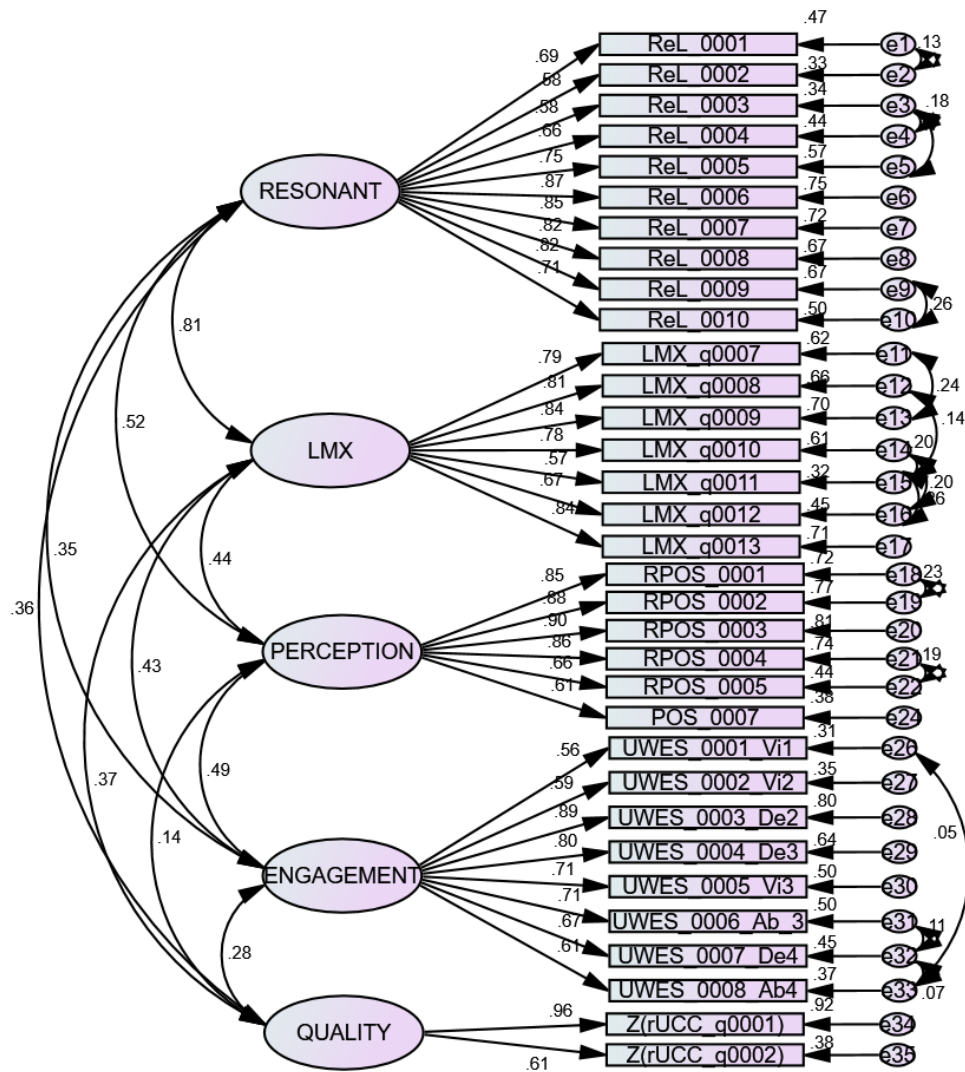 .47
ReL_0001 e1 .13
.69
.33
ReL_0002 e2
.58
.34
ReL_0003 e3 .18
.58
.44
ReL_0004 e4
.66
.57
ReL_0005 e5
.75
RESONANT
.75
ReL_0006 e6
.87
.72
ReL_0007 e7
.85
.67
ReL_0008 e8
.82
.67
ReL_0009 e9
.82
.26
.71
.50
ReL_0010 e10
.81
.62
LMX_q0007 e11
.79
.66
LMX_q0008 e12 .24
.81
.70
LMX_q0009 e13 .14
.84
.52
.61
LMX_q0010 e14 .20
.78
LMX
.32
LMX_q0011 e15 .20
.57
.45
LMX_q0012 e16
.67
.84
.71
LMX_q0013 e17
.35
.44
.72
RPOS_0001 e18 .23
.85
.77
RPOS_0002 e19
.88
.36
.81
RPOS_0003 e20
.90
PERCEPTION
.74
RPOS_0004 e21 .19
.86
.43
.44
RPOS_0005 e22
.66
.38
POS_0007 e24
.61
.31
UWES_0001_Vi1 e26
.56
.49
.37
.35
UWES_0002_Vi2 e27
.59
.80
UWES_0003_De2 e28
.89
.05
.14
.64
UWES_0004_De3 e29
.80
ENGAGEMENT
.50
UWES_0005_Vi3 e30
.71
.50
UWES_0006_Ab_3 e31 .11
.71
.45
UWES_0007_De4 e32
.67
.28
.37
UWES_0008_Ab4 e33 .07
.61
.92
Z(rUCC_q0001) e34
.96
QUALITY
.38
Z(rUCC_q0002) e35
.61